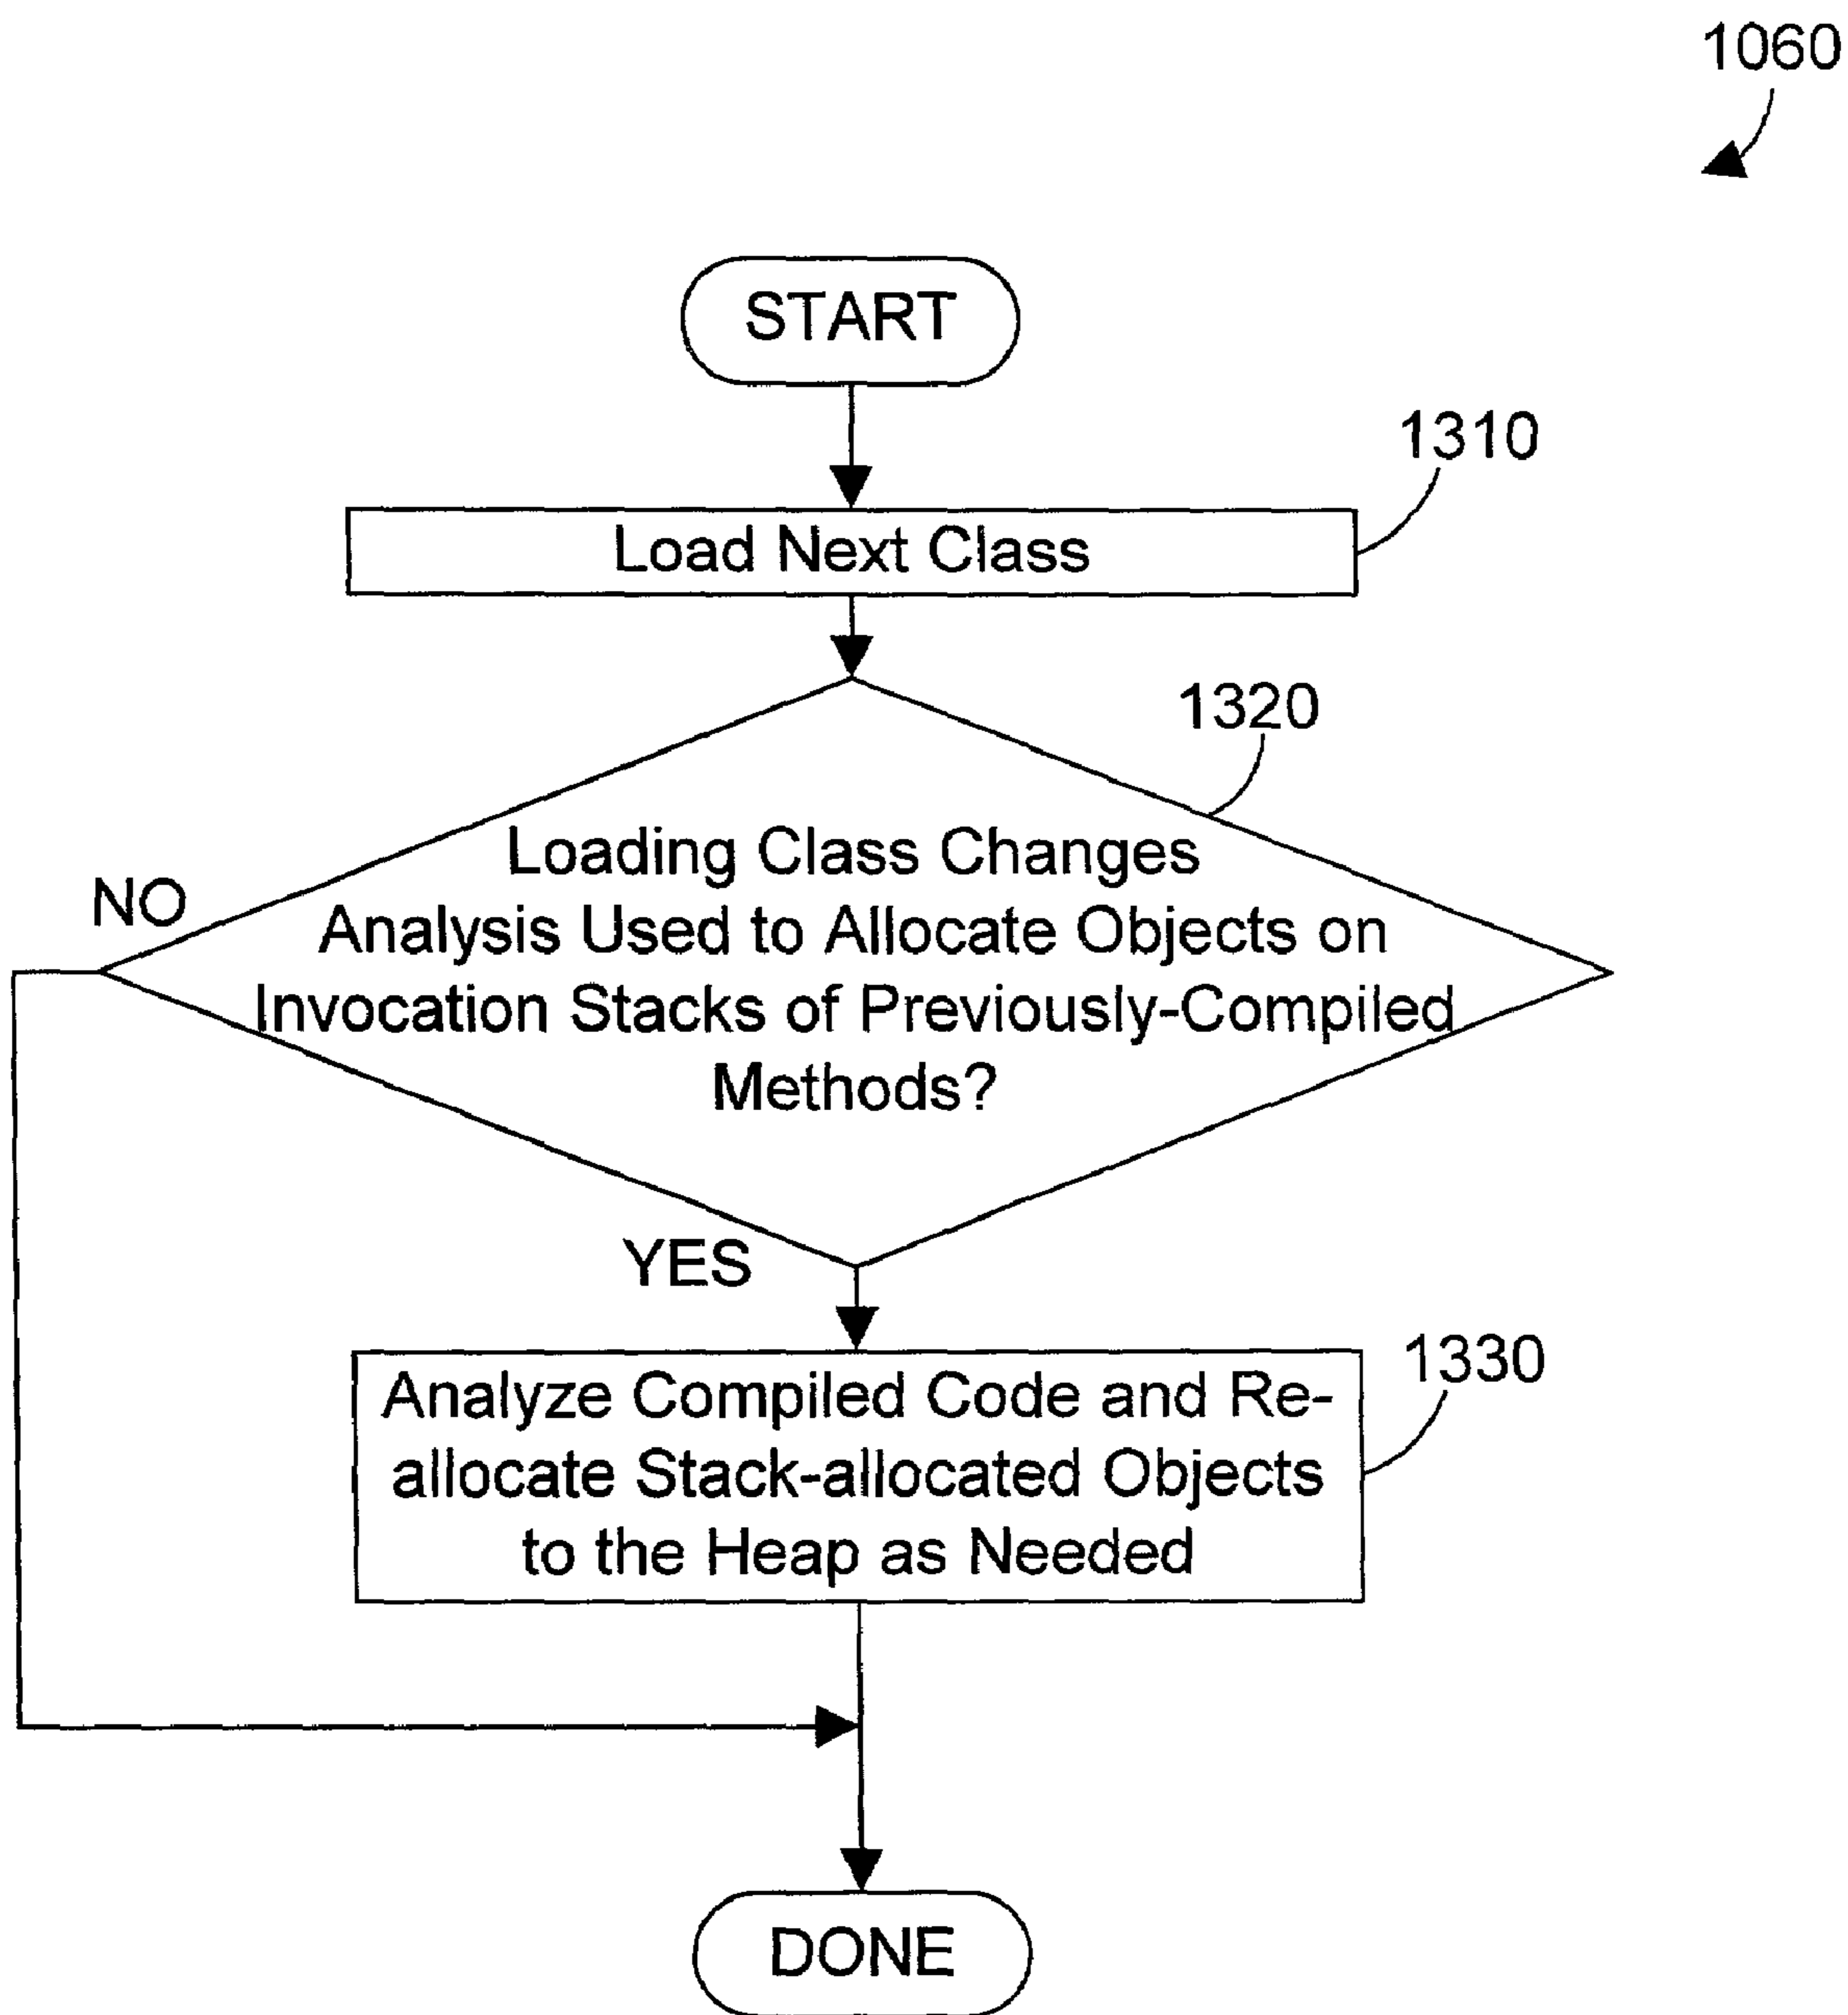 1060
START
1310
Load Next Class
1320
Loading Class Changes
NO
Analysis Used to Allocate Objects on
Invocation Stacks of Previously-Compiled
Methods?
YES
1330
Analyze Compiled Code and Re-
allocate Stack-allocated Objects
to the Heap as Needed
DONE